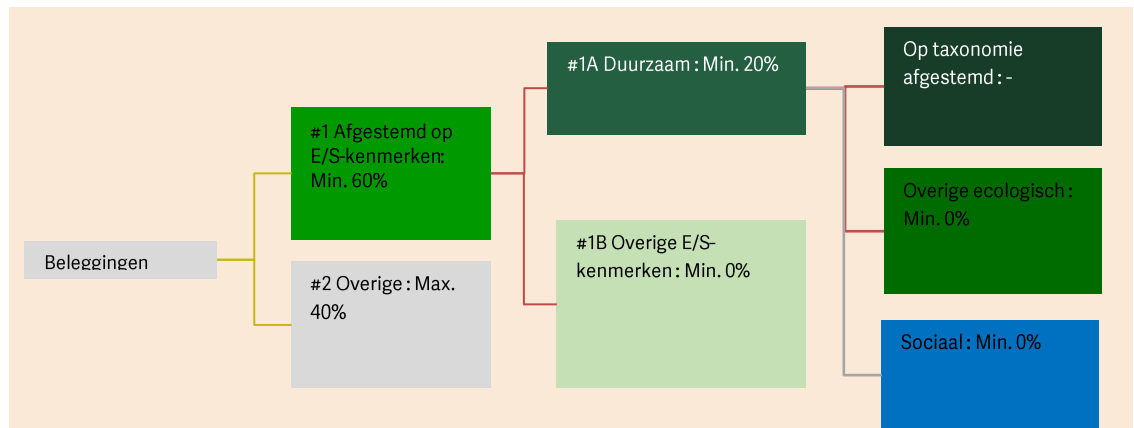 Beleggingen
#1 Afgestemd op
E/S-kenmerken:
Min. 60%
#2 Overige : Max.
40%
#1A Duurzaam : Min. 20%
#1B Overige E/S-
kenmerken : Min. 0%
Op taxonomie
afgestemd : -
Overige ecologisch :
Min. 0%
Sociaal : Min. 0%